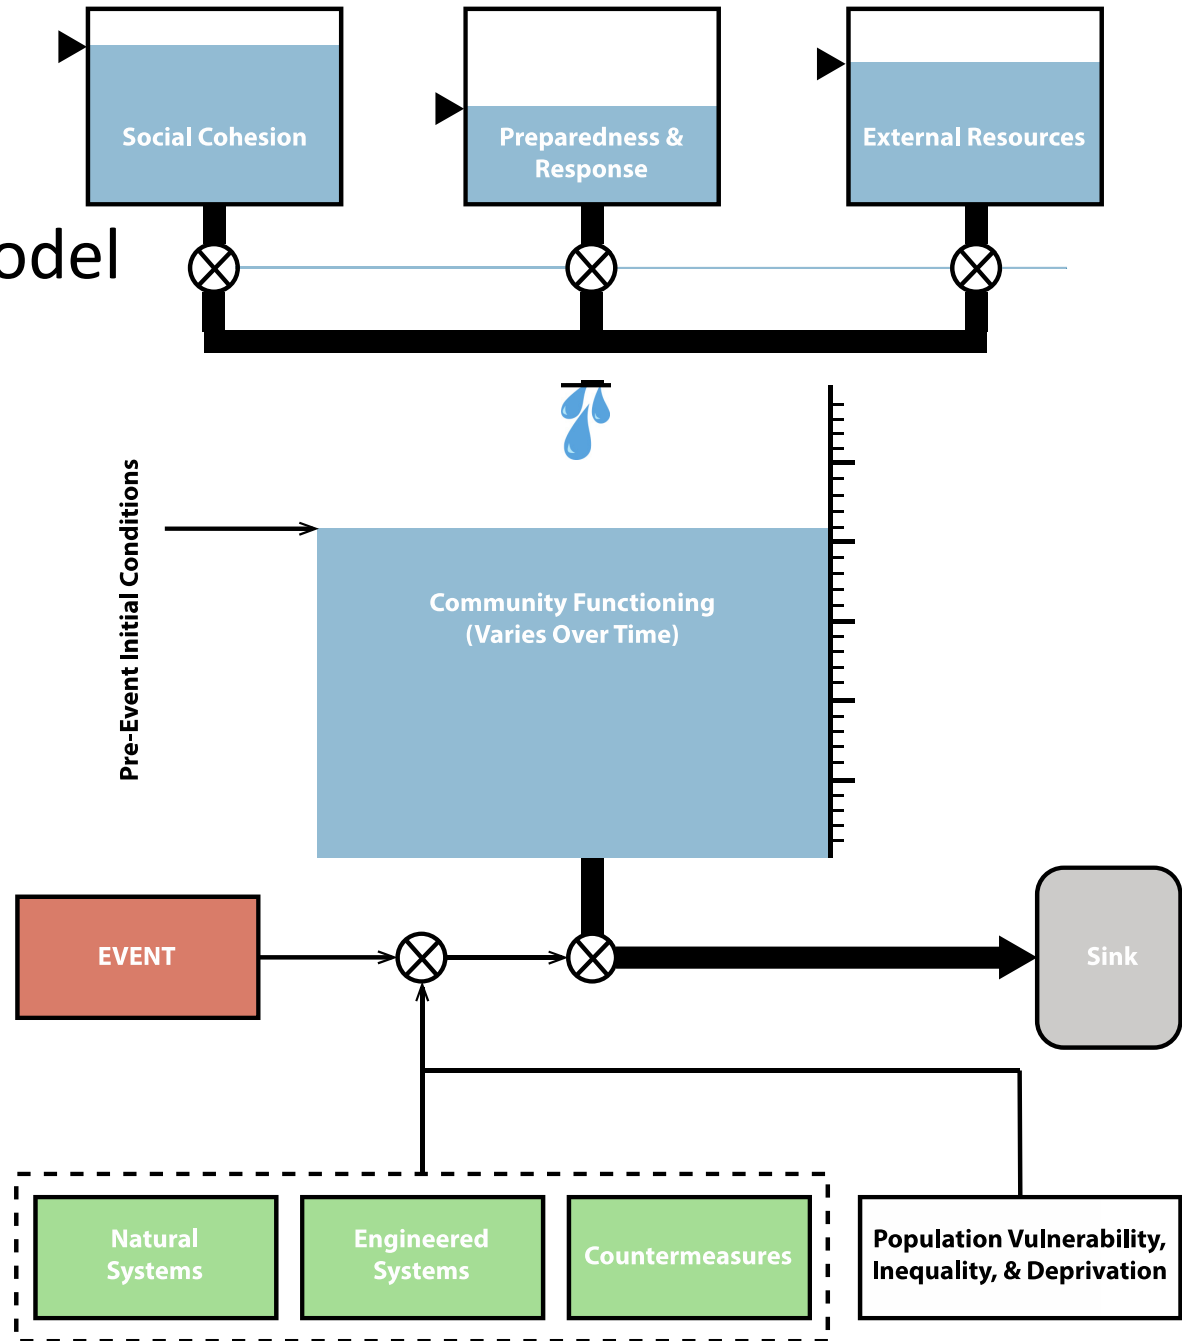 Social Cohesion
Preparedness &
Response
External Resources
odel
Pre-Event Initial Conditions
Community Functioning
(Varies Over Time)
EVENT
Sink
Natural
Systems
Engineered
Systems
Countermeasures
Population Vulnerability,
Inequality, & Deprivation